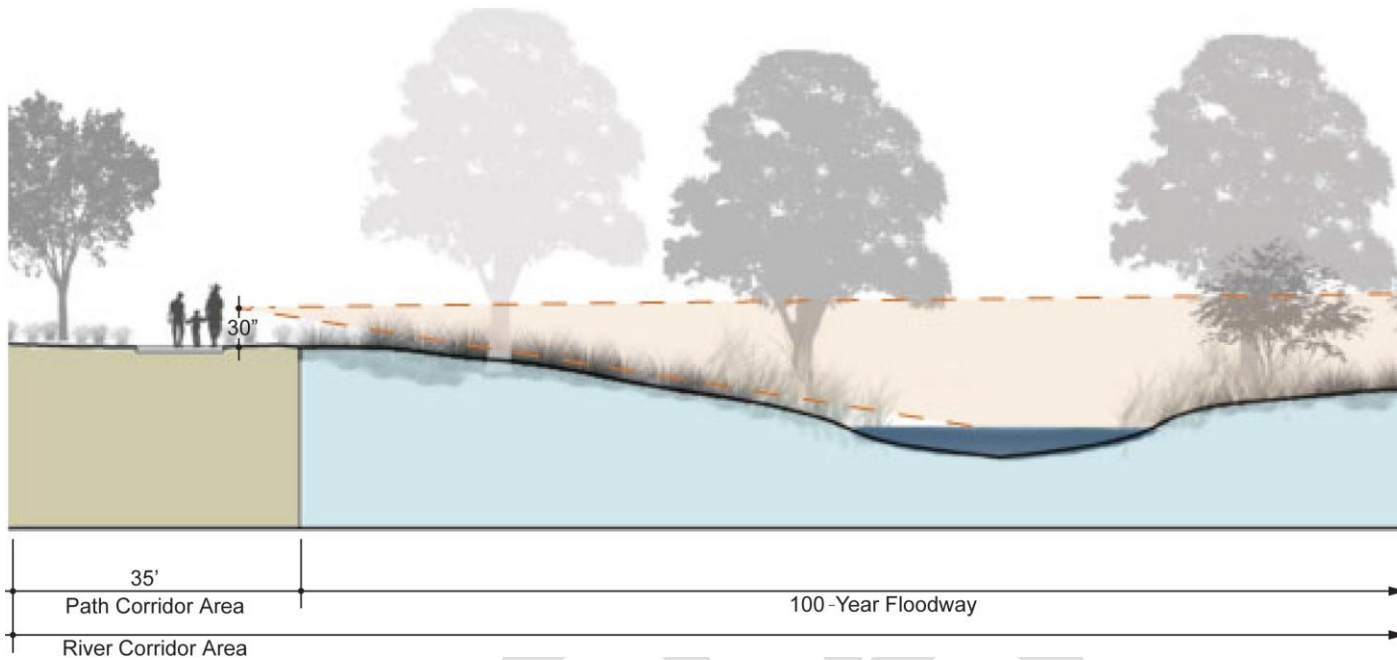 30”
35’
Path Corridor Area
100-Year Floodway
River Corridor Area